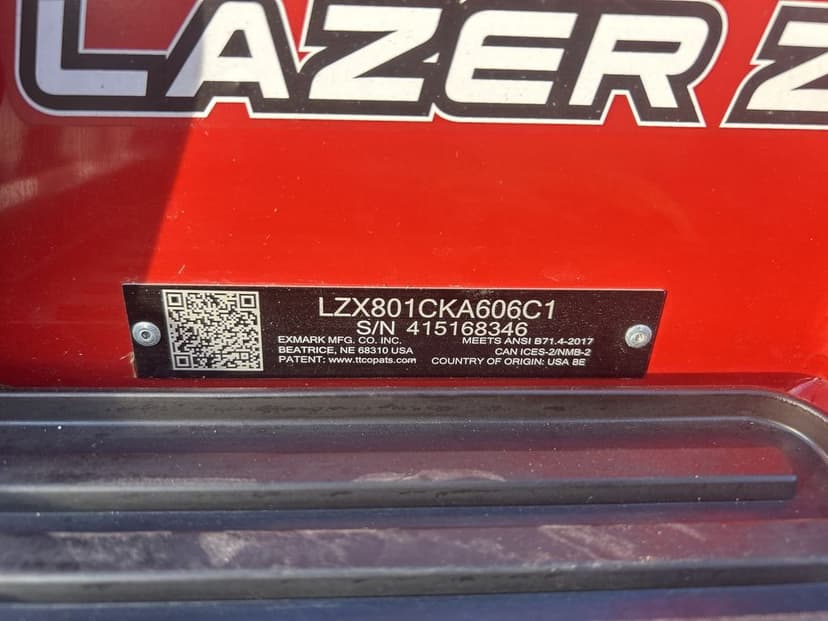 LAZER Z
LZX801CKA606C1
S/N 415168346
EXMARK MFG. CO. INC. MEETS ANSI B71.4-2017
BEATRICE, NE 68310 USA CAN ICES-2/NMB-2
PATENT: www.ttcopats.com COUNTRY OF ORIGIN: USA BE